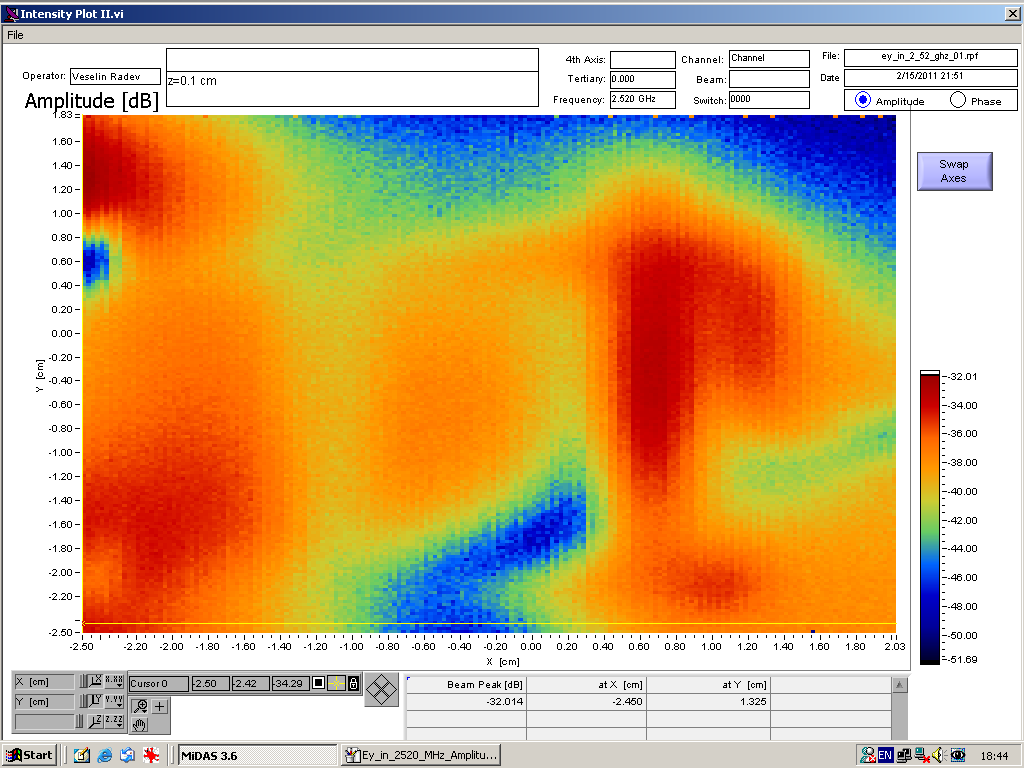 Intensity Plot II.vi
File
Operator: Veselin Radev
z=0.1 cm
4th Axis:
Tertiary: 0.000
Frequency: 2.520 GHz
Channel: Channel
Beam:
Switch: 0000
File: ey_in_2_52_ghz_01.rpf
Date 2/15/2011 21:51
Amplitude Phase
Amplitude [dB]
Swap
Axes
1.83
1.60
1.40
1.20
1.00
0.80
0.60
0.40
0.20
0.00
-0.20
-0.40
-0.60
-0.80
-1.00
-1.20
-1.40
-1.60
-1.80
-2.00
-2.20
-2.50
Y [cm]
-2.50 -2.20 -2.00 -1.80 -1.60 -1.40 -1.20 -1.00 -0.80 -0.60 -0.40 -0.20 0.00 0.20 0.40 0.60 0.80 1.00 1.20 1.40 1.60 1.80 2.03
X [cm]
-32.01
-34.00
-36.00
-38.00
-40.00
-42.00
-44.00
-46.00
-48.00
-50.00
-51.69
X [cm]
Y [cm]
X X.XX
Y Y.YY
Z Z.ZZ
Cursor 0 -2.50 -2.42 -34.29
Beam Peak [dB] at X [cm] at Y [cm]
-32.014 -2.450 1.325
Start MiDAS 3.6 Ey_in_2520_MHz_Amplitu... EN 18:44